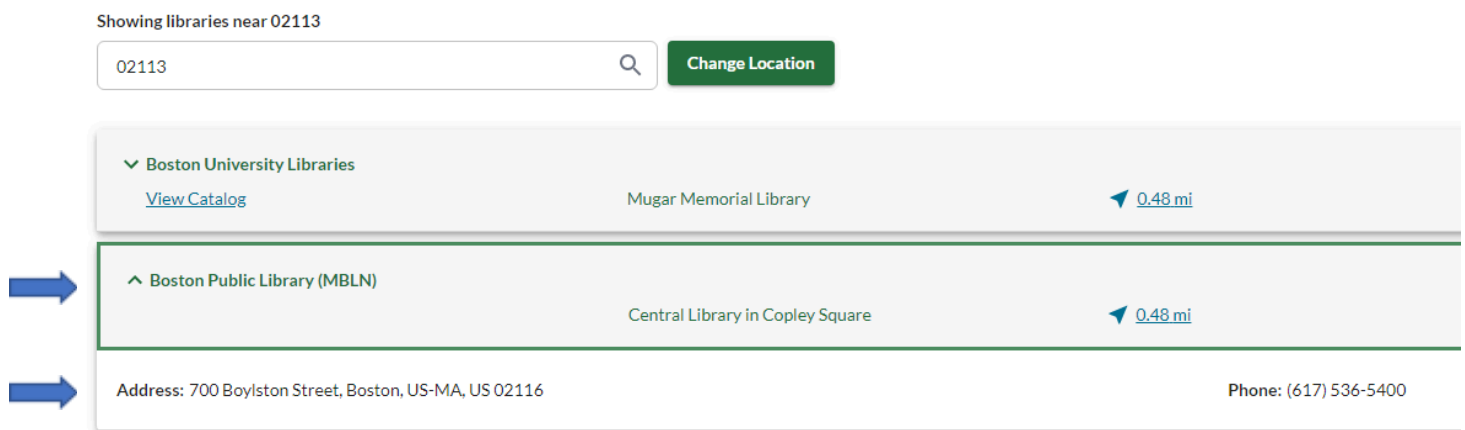 Showing libraries near 02113
02113
Change Location
Boston University Libraries
View Catalog Mugar Memorial Library 0.48 mi
Boston Public Library (MBLN)
Central Library in Copley Square 0.48 mi
Address: 700 Boylston Street, Boston, US-MA, US 02116 Phone: (617) 536-5400